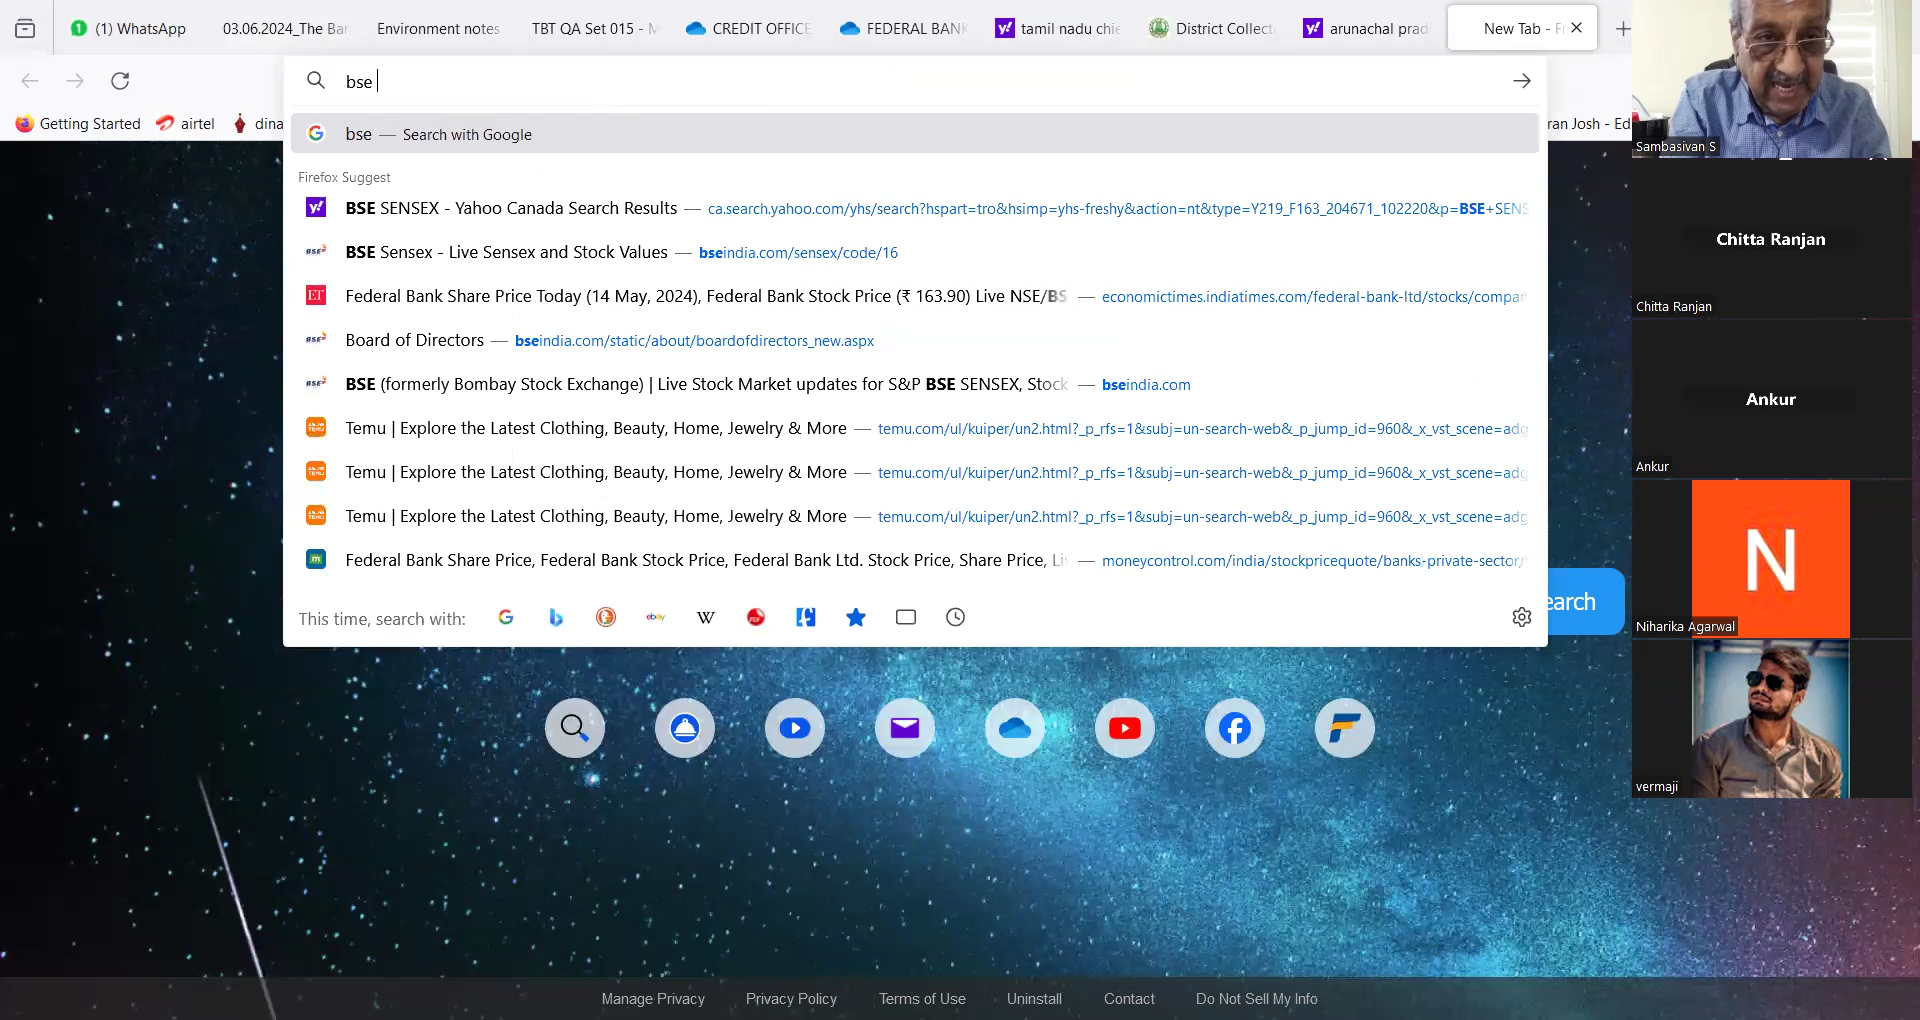 (1) WhatsApp
03.06.2024_The Ba
Environment notes
TBT QA Set 015 - M
CREDIT OFFICE
FEDERAL BANK
tamil nadu chie
District Collect
arunachal prad
New Tab - Fr
bse
Getting Started
airtel
dina
ran Josh - Ed
bse — Search with Google
Firefox Suggest
BSE SENSEX - Yahoo Canada Search Results — ca.search.yahoo.com/yhs/search?hspart=tro&hsimp=yhs-freshy&action=nt&type=Y219_F163_204671_102220&p=BSE+SENS
BSE Sensex - Live Sensex and Stock Values — bseindia.com/sensex/code/16
Federal Bank Share Price Today (14 May, 2024), Federal Bank Stock Price (₹ 163.90) Live NSE/BS — economictimes.indiatimes.com/federal-bank-ltd/stocks/compan
Board of Directors — bseindia.com/static/about/boardofdirectors_new.aspx
BSE (formerly Bombay Stock Exchange) | Live Stock Market updates for S&P BSE SENSEX, Stock — bseindia.com
Temu | Explore the Latest Clothing, Beauty, Home, Jewelry & More — temu.com/ul/kuiper/un2.html?_p_rfs=1&subj=un-search-web&_p_jump_id=960&_x_vst_scene=adg
Temu | Explore the Latest Clothing, Beauty, Home, Jewelry & More — temu.com/ul/kuiper/un2.html?_p_rfs=1&subj=un-search-web&_p_jump_id=960&_x_vst_scene=adg
Temu | Explore the Latest Clothing, Beauty, Home, Jewelry & More — temu.com/ul/kuiper/un2.html?_p_rfs=1&subj=un-search-web&_p_jump_id=960&_x_vst_scene=adg
Federal Bank Share Price, Federal Bank Stock Price, Federal Bank Ltd. Stock Price, Share Price, Li — moneycontrol.com/india/stockpricequote/banks-private-sector/
This time, search with:
earch
Manage Privacy
Privacy Policy
Terms of Use
Uninstall
Contact
Do Not Sell My Info
Sambasivan S
Chitta Ranjan
Chitta Ranjan
Ankur
Ankur
N
Niharika Agarwal
vermaji